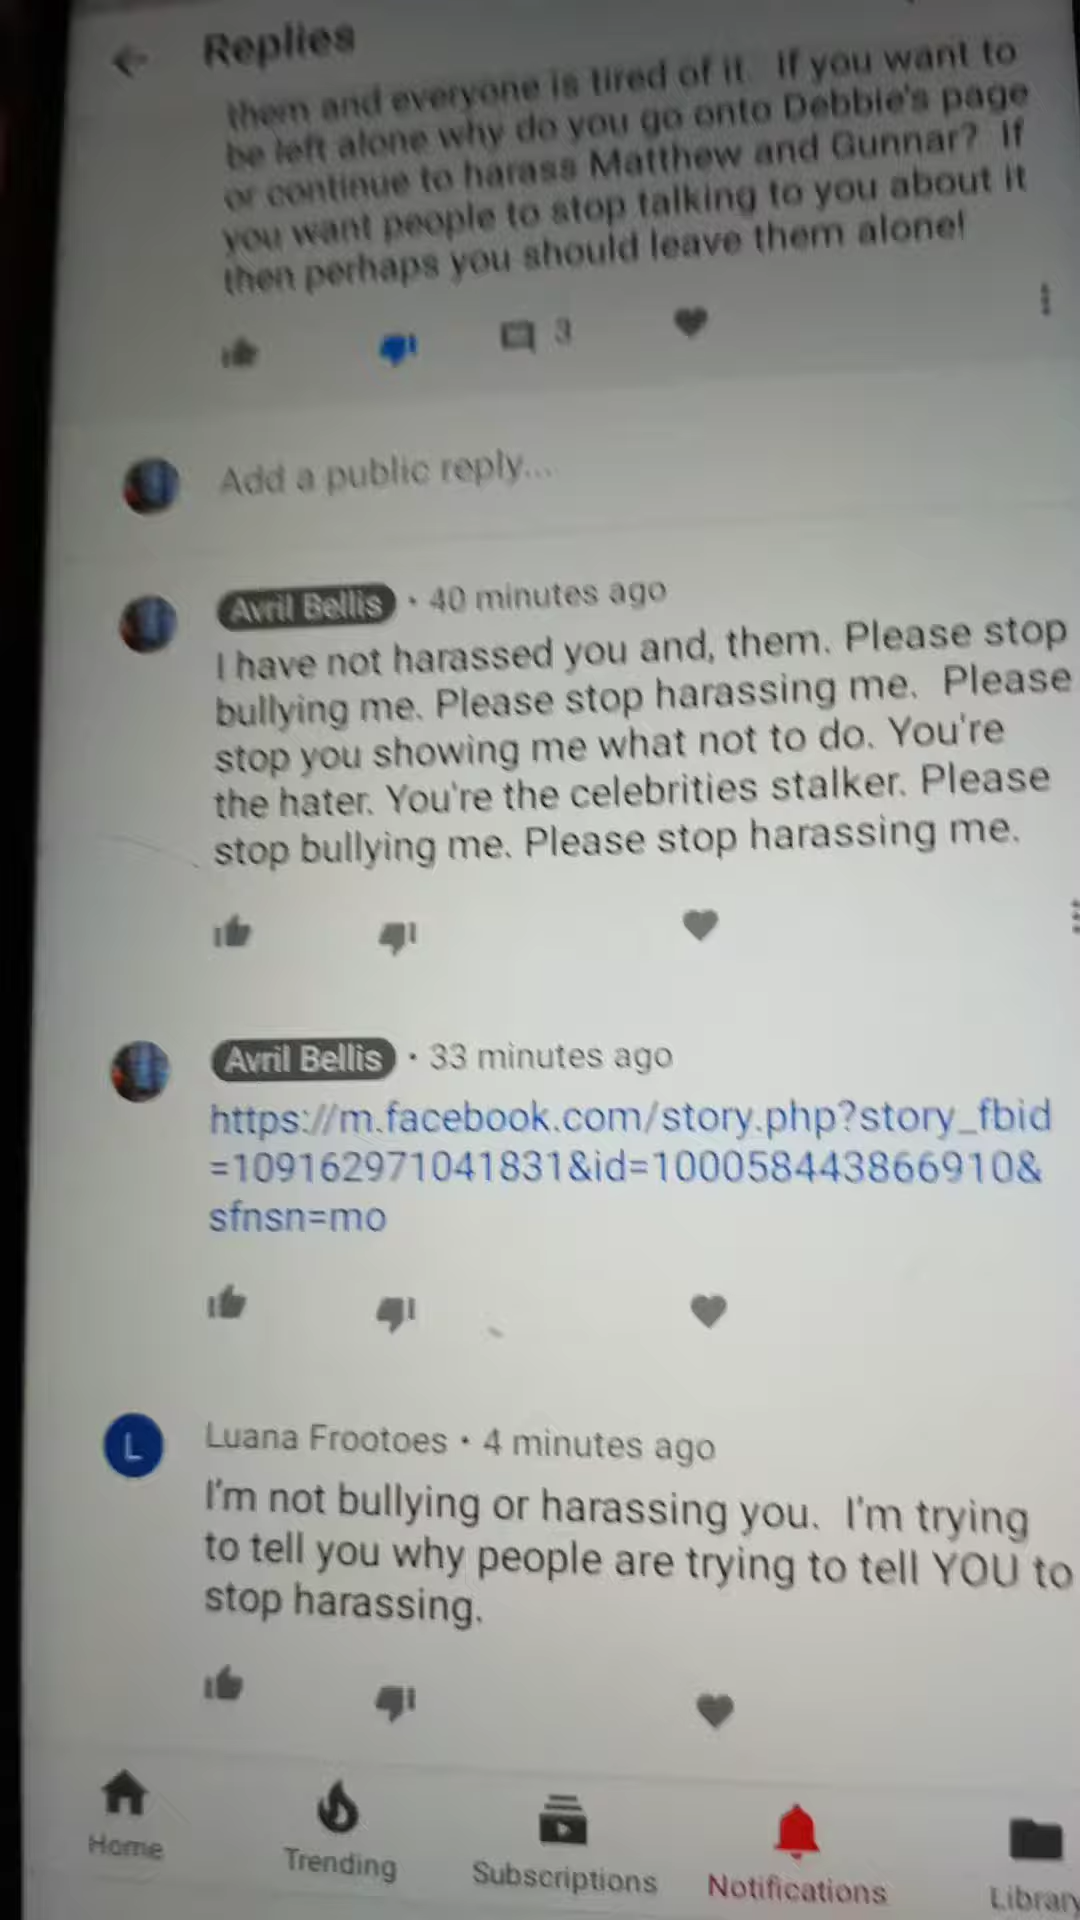 Replies
them and everyone is tired of it. If you want to
be left alone why do you go onto Debbie's page
or continue to harass Matthew and Gunnar? If
you want people to stop talking to you about it
then perhaps you should leave them alone!
3
Add a public reply...
Avril Bellis • 40 minutes ago
I have not harassed you and, them. Please stop
bullying me. Please stop harassing me. Please
stop you showing me what not to do. You're
the hater. You're the celebrities stalker. Please
stop bullying me. Please stop harassing me.
Avril Bellis • 33 minutes ago
https://m.facebook.com/story.php?story_fbid
=109162971041831&id=100058443866910&
sfnsn=mo
L
Luana Frootoes • 4 minutes ago
I'm not bullying or harassing you. I'm trying
to tell you why people are trying to tell YOU to
stop harassing.
Home
Trending
Subscriptions
Notifications
Library